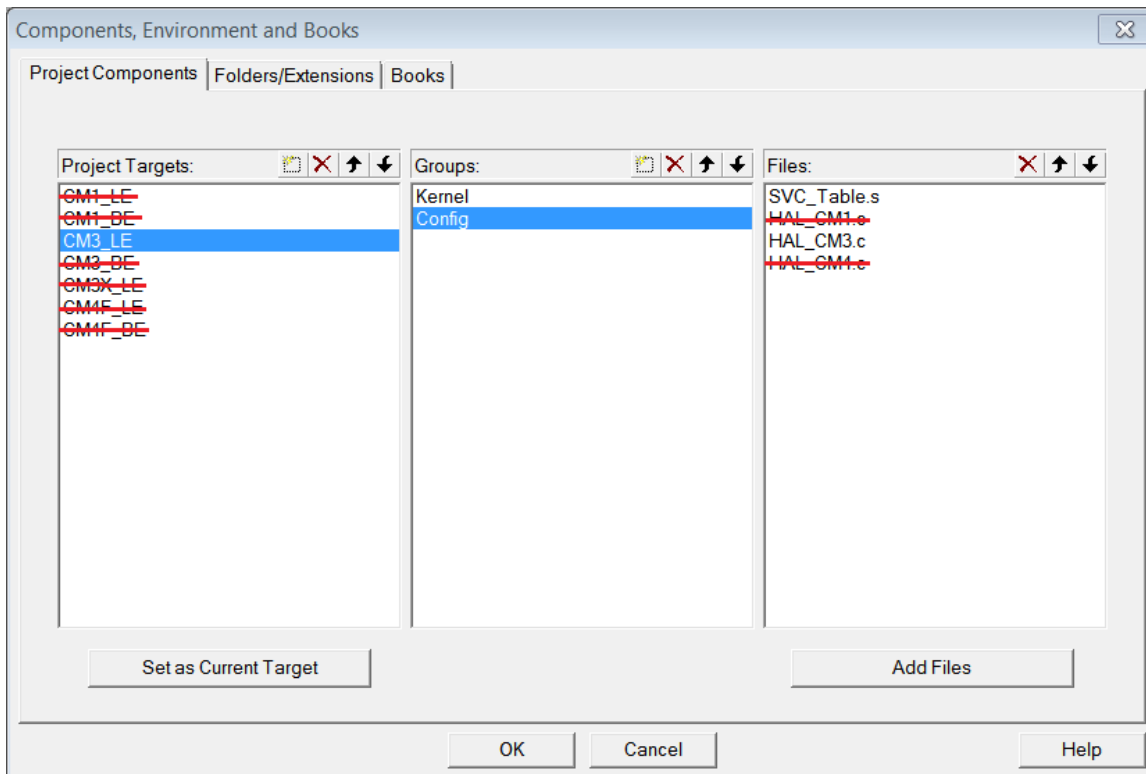 Components, Environment and Books
Project Components
Folders/Extensions
Books
Project Targets:
CM1_LE
CM1_BE
CM3_LE
CM3_BE
CM3X_LE
CM4F_LE
CM4F_BE
Groups:
Kernel
Config
Files:
SVC_Table.s
HAL_CM1.c
HAL_CM3.c
HAL_CM4.c
Set as Current Target
Add Files
OK
Cancel
Help